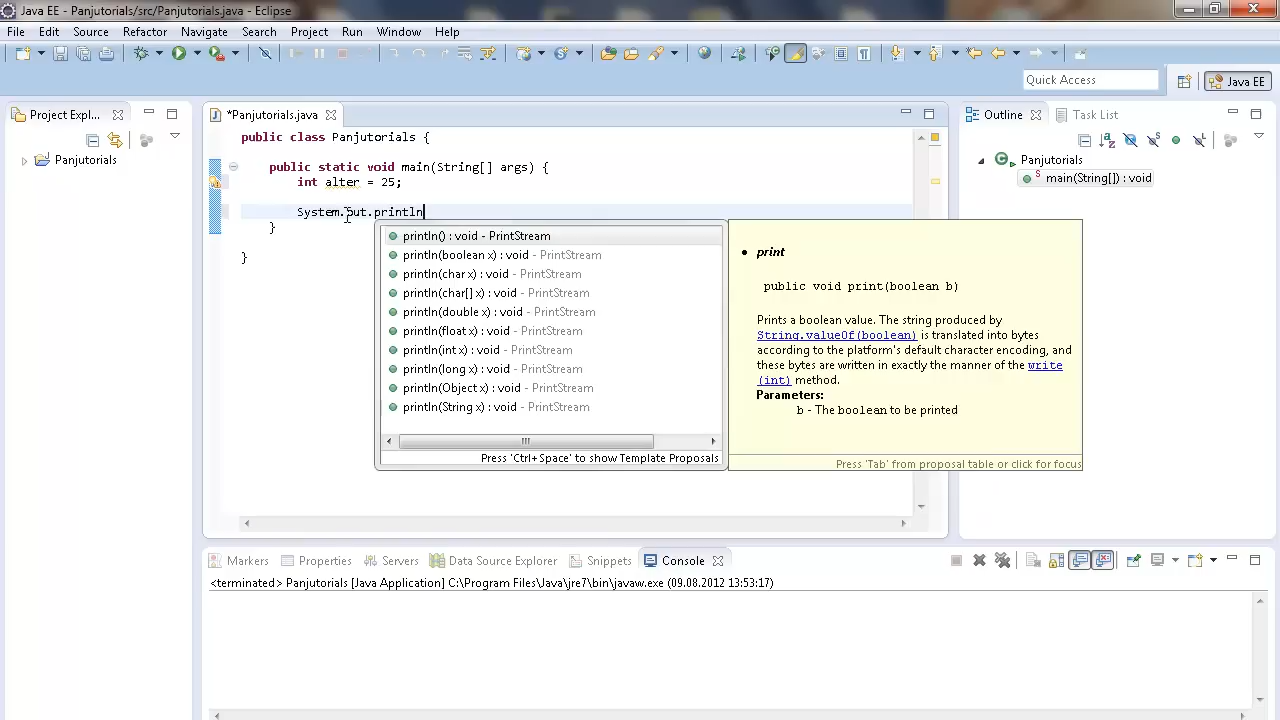 Java EE - Panjutorials/src/Panjutorials.java - Eclipse
File Edit Source Refactor Navigate Search Project Run Window Help
Quick Access
Java EE
Project Expl...
*Panjutorials.java
Outline
Task List
Panjutorials
public class Panjutorials {
public static void main(String[] args) {
int alter = 25;
System.out.println
}
}
Panjutorials
main(String[]) : void
println() : void - PrintStream
println(boolean x) : void - PrintStream
println(char x) : void - PrintStream
println(char[] x) : void - PrintStream
println(double x) : void - PrintStream
println(float x) : void - PrintStream
println(int x) : void - PrintStream
println(long x) : void - PrintStream
println(Object x) : void - PrintStream
println(String x) : void - PrintStream
Press 'Ctrl+Space' to show Template Proposals
print
public void print(boolean b)
Prints a boolean value. The string produced by
String.valueOf(boolean) is translated into bytes
according to the platform's default character encoding, and
these bytes are written in exactly the manner of the write
(int) method.
Parameters:
b - The boolean to be printed
Press 'Tab' from proposal table or click for focus
Markers Properties Servers Data Source Explorer Snippets Console
<terminated> Panjutorials [Java Application] C:\Program Files\Java\jre7\bin\javaw.exe (09.08.2012 13:53:17)